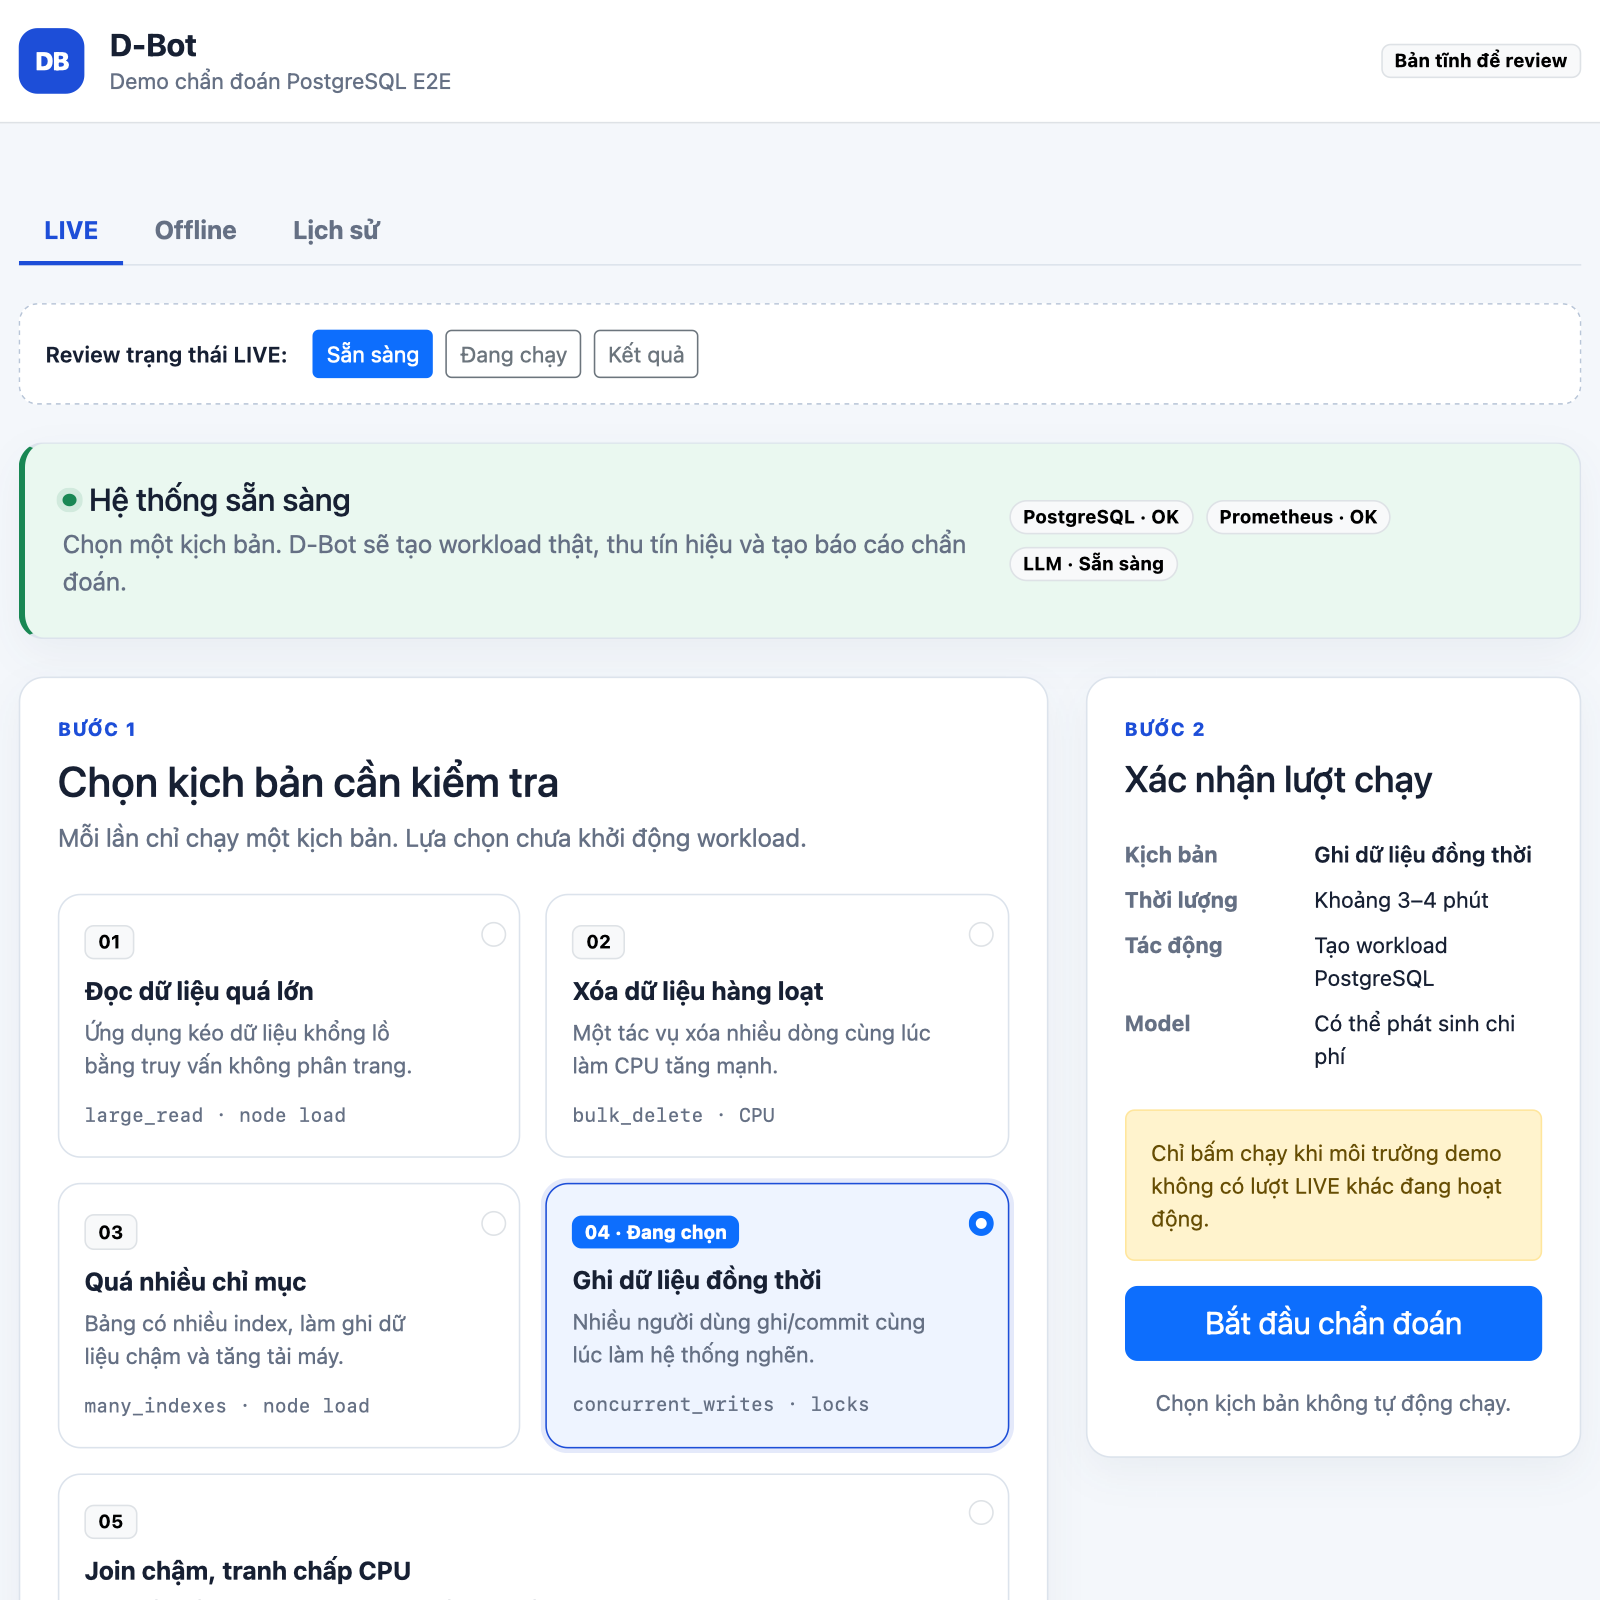 DB
D-Bot
Demo chẩn đoán PostgreSQL E2E
Bản tĩnh để review
LIVE
Offline
Lịch sử
Review trạng thái LIVE:
Sẵn sàng
Đang chạy
Kết quả
Hệ thống sẵn sàng
Chọn một kịch bản. D-Bot sẽ tạo workload thật, thu tín hiệu và tạo báo cáo chẩn
đoán.
PostgreSQL · OK
Prometheus · OK
LLM · Sẵn sàng
BƯỚC 1
Chọn kịch bản cần kiểm tra
Mỗi lần chỉ chạy một kịch bản. Lựa chọn chưa khởi động workload.
01
Đọc dữ liệu quá lớn
Ứng dụng kéo dữ liệu khổng lồ
bằng truy vấn không phân trang.
large_read · node load
02
Xóa dữ liệu hàng loạt
Một tác vụ xóa nhiều dòng cùng lúc
làm CPU tăng mạnh.
bulk_delete · CPU
03
Quá nhiều chỉ mục
Bảng có nhiều index, làm ghi dữ
liệu chậm và tăng tải máy.
many_indexes · node load
04 · Đang chọn
Ghi dữ liệu đồng thời
Nhiều người dùng ghi/commit cùng
lúc làm hệ thống nghẽn.
concurrent_writes · locks
05
Join chậm, tranh chấp CPU
BƯỚC 2
Xác nhận lượt chạy
Kịch bản
Ghi dữ liệu đồng thời
Thời lượng
Khoảng 3–4 phút
Tác động
Tạo workload
PostgreSQL
Model
Có thể phát sinh chi
phí
Chỉ bấm chạy khi môi trường demo
không có lượt LIVE khác đang hoạt
động.
Bắt đầu chẩn đoán
Chọn kịch bản không tự động chạy.